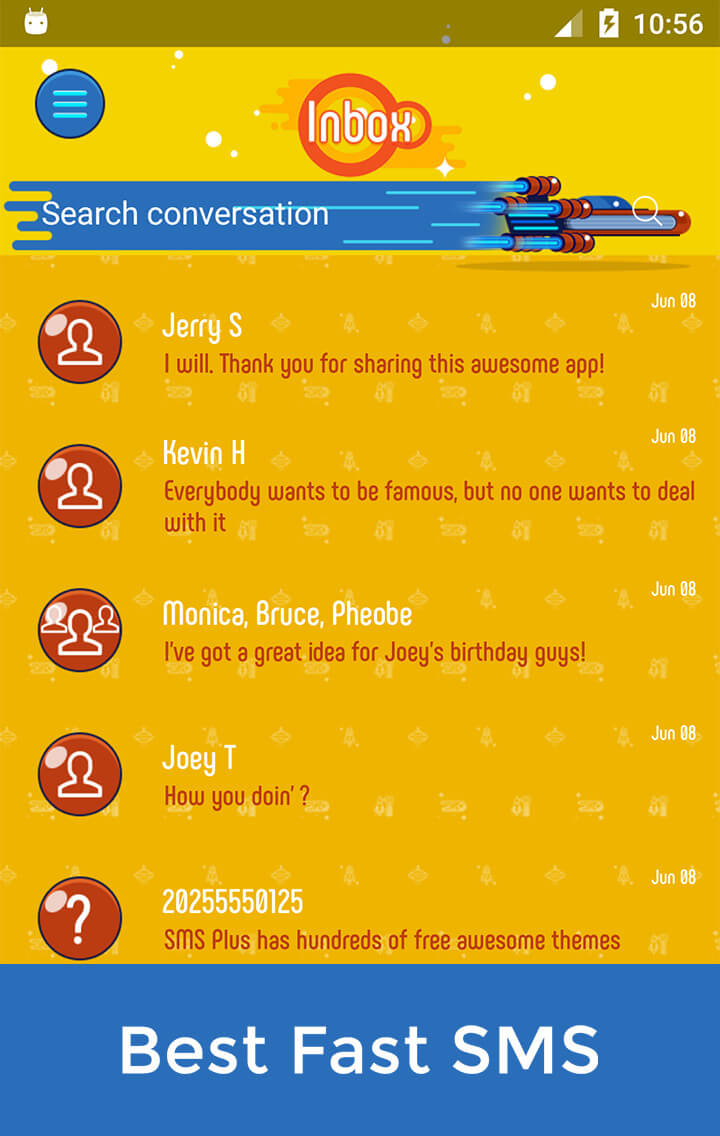 10:56
Inbox
Search conversation
Jun 08
Jerry S
I will. Thank you for sharing this awesome app!
Jun 08
Kevin H
Everybody wants to be famous, but no one wants to deal
with it
Jun 08
Monica, Bruce, Pheobe
I've got a great idea for Joey's birthday guys!
Jun 08
Joey T
How you doin' ?
Jun 08
?
20255550125
SMS Plus has hundreds of free awesome themes
Best Fast SMS